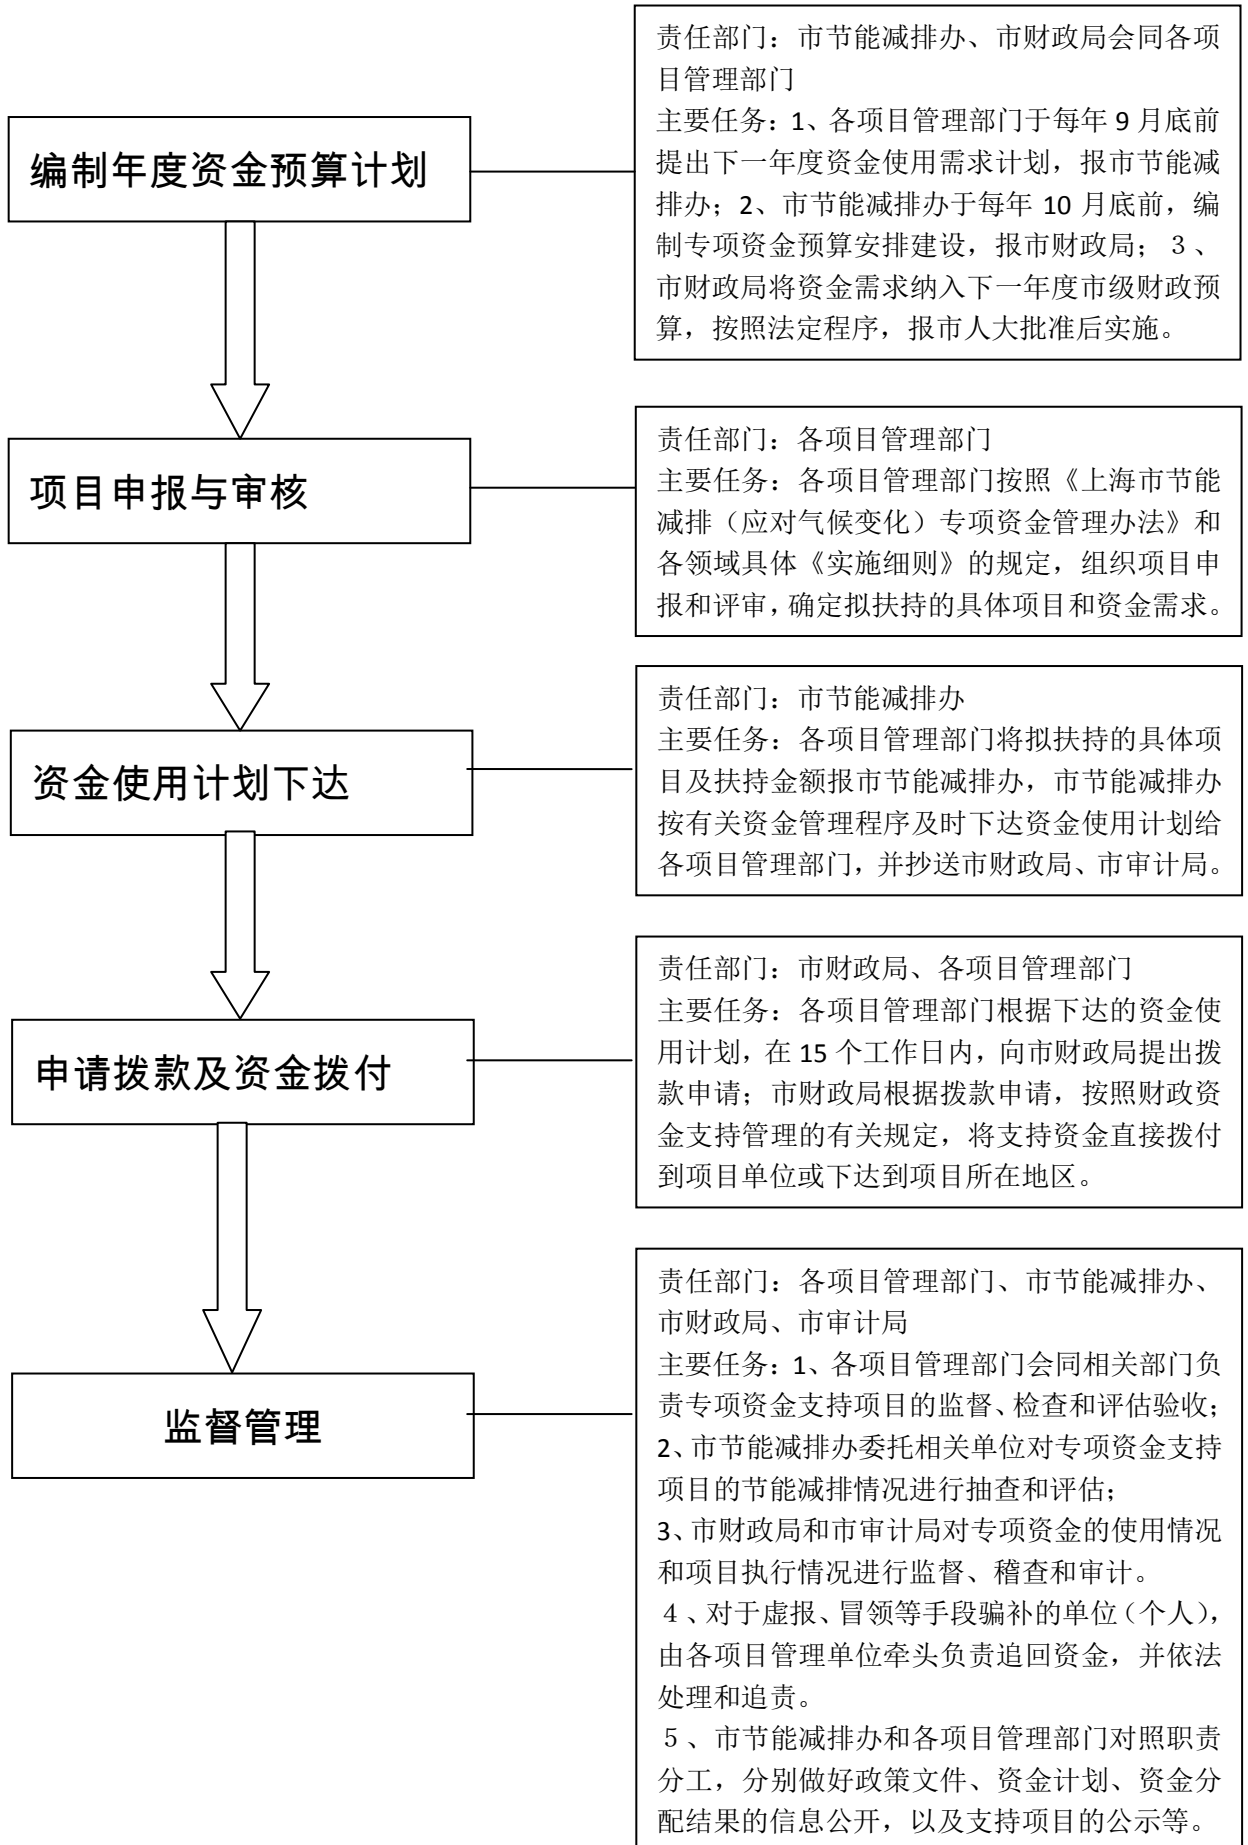 编制年度资金预算计划
责任部门：市节能减排办、市财政局会同各项
目管理部门
主要任务：1、各项目管理部门于每年 9 月底前
提出下一年度资金使用需求计划，报市节能减
排办；2、市节能减排办于每年 10 月底前，编
制专项资金预算安排建设，报市财政局；３、
市财政局将资金需求纳入下一年度市级财政预
算，按照法定程序，报市人大批准后实施。
项目申报与审核
责任部门：各项目管理部门
主要任务：各项目管理部门按照《上海市节能
减排（应对气候变化）专项资金管理办法》和
各领域具体《实施细则》的规定，组织项目申
报和评审，确定拟扶持的具体项目和资金需求。
资金使用计划下达
责任部门：市节能减排办
主要任务：各项目管理部门将拟扶持的具体项
目及扶持金额报市节能减排办，市节能减排办
按有关资金管理程序及时下达资金使用计划给
各项目管理部门，并抄送市财政局、市审计局。
申请拨款及资金拨付
责任部门：市财政局、各项目管理部门
主要任务：各项目管理部门根据下达的资金使
用计划，在 15 个工作日内，向市财政局提出拨
款申请；市财政局根据拨款申请，按照财政资
金支持管理的有关规定，将支持资金直接拨付
到项目单位或下达到项目所在地区。
监督管理
责任部门：各项目管理部门、市节能减排办、
市财政局、市审计局
主要任务：1、各项目管理部门会同相关部门负
责专项资金支持项目的监督、检查和评估验收；
2、市节能减排办委托相关单位对专项资金支持
项目的节能减排情况进行抽查和评估；
3、市财政局和市审计局对专项资金的使用情况
和项目执行情况进行监督、稽查和审计。
４、对于虚报、冒领等手段骗补的单位（个人），
由各项目管理单位牵头负责追回资金，并依法
处理和追责。
５、市节能减排办和各项目管理部门对照职责
分工，分别做好政策文件、资金计划、资金分
配结果的信息公开，以及支持项目的公示等。